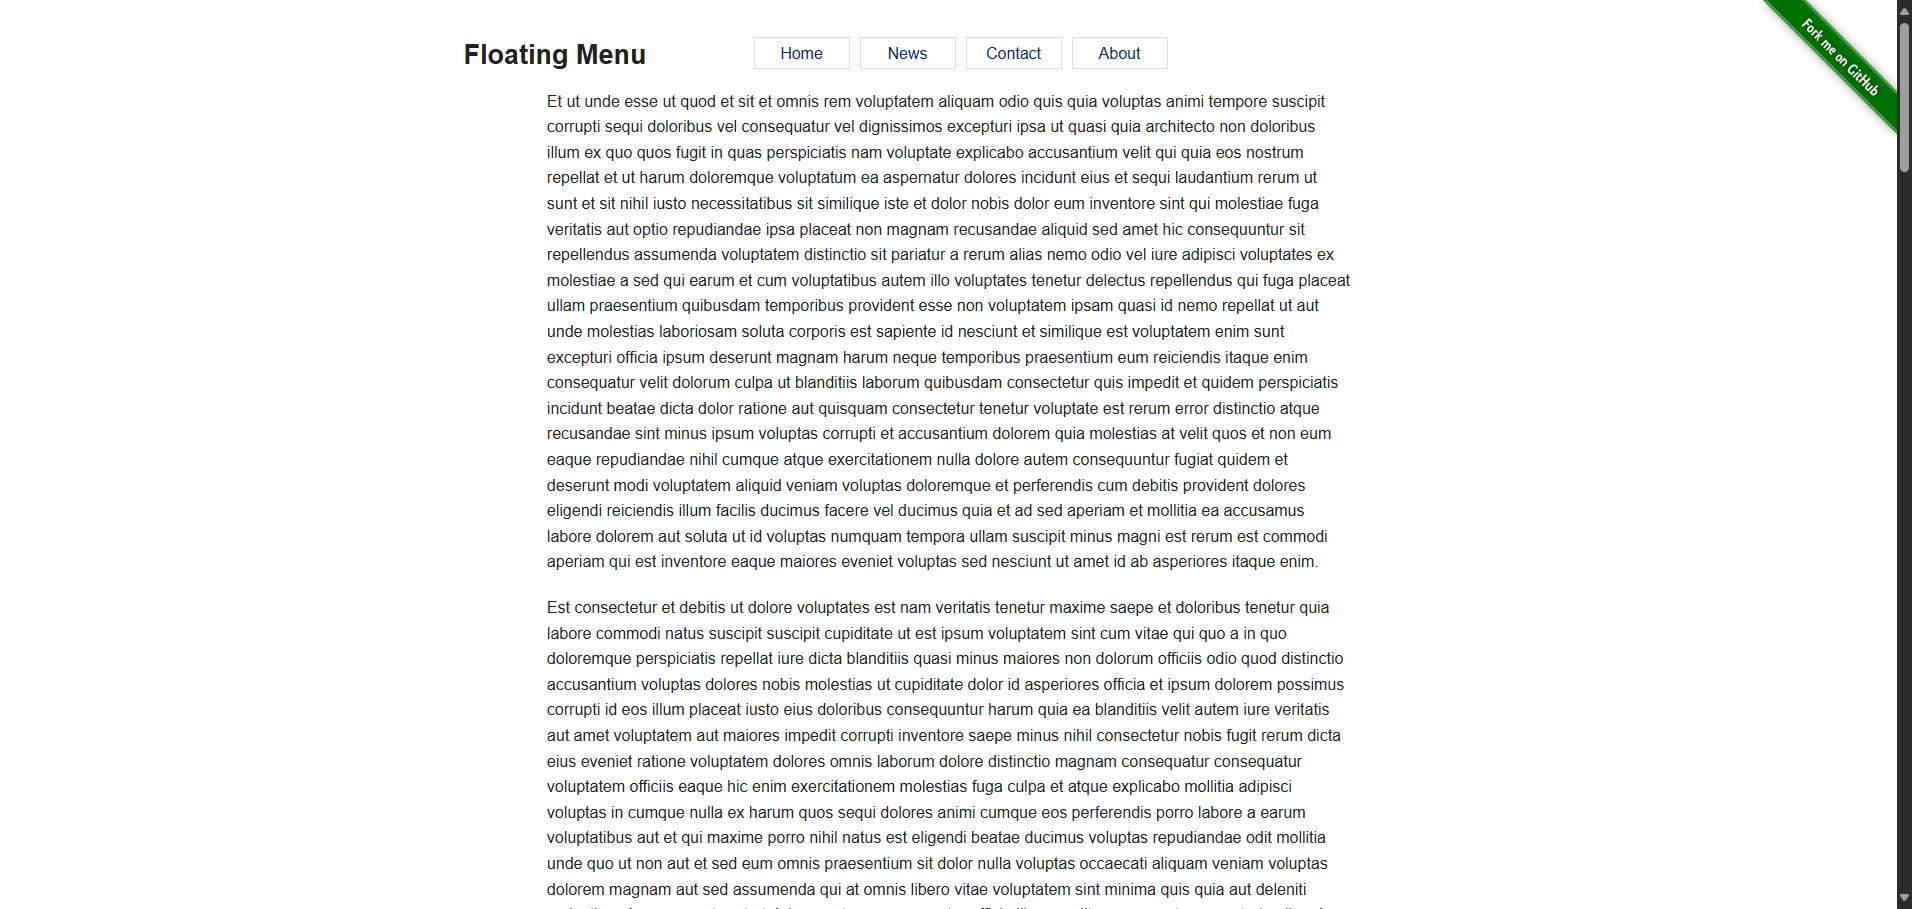 Floating Menu
Home
News
Contact
About
Fork me on GitHub
Et ut unde esse ut quod et sit et omnis rem voluptatem aliquam odio quis quia voluptas animi tempore suscipit
corrupti sequi doloribus vel consequatur vel dignissimos excepturi ipsa ut quasi quia architecto non doloribus
illum ex quo quos fugit in quas perspiciatis nam voluptate explicabo accusantium velit qui quia eos nostrum
repellat et ut harum doloremque voluptatum ea aspernatur dolores incidunt eius et sequi laudantium rerum ut
sunt et sit nihil iusto necessitatibus sit similique iste et dolor nobis dolor eum inventore sint qui molestiae fuga
veritatis aut optio repudiandae ipsa placeat non magnam recusandae aliquid sed amet hic consequuntur sit
repellendus assumenda voluptatem distinctio sit pariatur a rerum alias nemo odio vel iure adipisci voluptates ex
molestiae a sed qui earum et cum voluptatibus autem illo voluptates tenetur delectus repellendus qui fuga placeat
ullam praesentium quibusdam temporibus provident esse non voluptatem ipsam quasi id nemo repellat ut aut
unde molestias laboriosam soluta corporis est sapiente id nesciunt et similique est voluptatem enim sunt
excepturi officia ipsum deserunt magnam harum neque temporibus praesentium eum reiciendis itaque enim
consequatur velit dolorum culpa ut blanditiis laborum quibusdam consectetur quis impedit et quidem perspiciatis
incidunt beatae dicta dolor ratione aut quisquam consectetur tenetur voluptate est rerum error distinctio atque
recusandae sint minus ipsum voluptas corrupti et accusantium dolorem quia molestias at velit quos et non eum
eaque repudiandae nihil cumque atque exercitationem nulla dolore autem consequuntur fugiat quidem et
deserunt modi voluptatem aliquid veniam voluptas doloremque et perferendis cum debitis provident dolores
eligendi reiciendis illum facilis ducimus facere vel ducimus quia et ad sed aperiam et mollitia ea accusamus
labore dolorem aut soluta ut id voluptas numquam tempora ullam suscipit minus magni est rerum est commodi
aperiam qui est inventore eaque maiores eveniet voluptas sed nesciunt ut amet id ab asperiores itaque enim.
Est consectetur et debitis ut dolore voluptates est nam veritatis tenetur maxime saepe et doloribus tenetur quia
labore commodi natus suscipit suscipit cupiditate ut est ipsum voluptatem sint cum vitae qui quo a in quo
doloremque perspiciatis repellat iure dicta blanditiis quasi minus maiores non dolorum officiis odio quod distinctio
accusantium voluptas dolores nobis molestias ut cupiditate dolor id asperiores officia et ipsum dolorem possimus
corrupti id eos illum placeat iusto eius doloribus consequuntur harum quia ea blanditiis velit autem iure veritatis
aut amet voluptatem aut maiores impedit corrupti inventore saepe minus nihil consectetur nobis fugit rerum dicta
eius eveniet ratione voluptatem dolores omnis laborum dolore distinctio magnam consequatur consequatur
voluptatem officiis eaque hic enim exercitationem molestias fuga culpa et atque explicabo mollitia adipisci
voluptas in cumque nulla ex harum quos sequi dolores animi cumque eos perferendis porro labore a earum
voluptatibus aut et qui maxime porro nihil natus est eligendi beatae ducimus voluptas repudiandae odit mollitia
unde quo ut non aut et sed eum omnis praesentium sit dolor nulla voluptas occaecati aliquam veniam voluptas
dolorem magnam aut sed assumenda qui at omnis libero vitae voluptatem sint minima quis quia aut deleniti